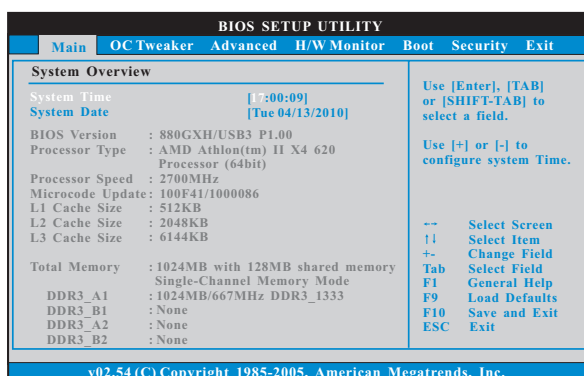 BIOS SETUP UTILITY
Main OC Tweaker Advanced H/W Monitor Boot Security Exit
System Overview
System Time [17:00:09]
System Date [Tue 04/13/2010]
BIOS Version : 880GXH/USB3 P1.00
Processor Type : AMD Athlon(tm) II X4 620
Processor (64bit)
Processor Speed : 2700MHz
Microcode Update : 100F41/1000086
L1 Cache Size : 512KB
L2 Cache Size : 2048KB
L3 Cache Size : 6144KB
Total Memory : 1024MB with 128MB shared memory
Single-Channel Memory Mode
DDR3_A1 : 1024MB/667MHz DDR3_1333
DDR3_B1 : None
DDR3_A2 : None
DDR3_B2 : None
Use [Enter], [TAB]
or [SHIFT-TAB] to
select a field.
Use [+] or [-] to
configure system Time.
←→ Select Screen
↑↓ Select Item
+- Change Field
Tab Select Field
F1 General Help
F9 Load Defaults
F10 Save and Exit
ESC Exit
v02.54 (C) Copyright 1985-2005, American Megatrends, Inc.